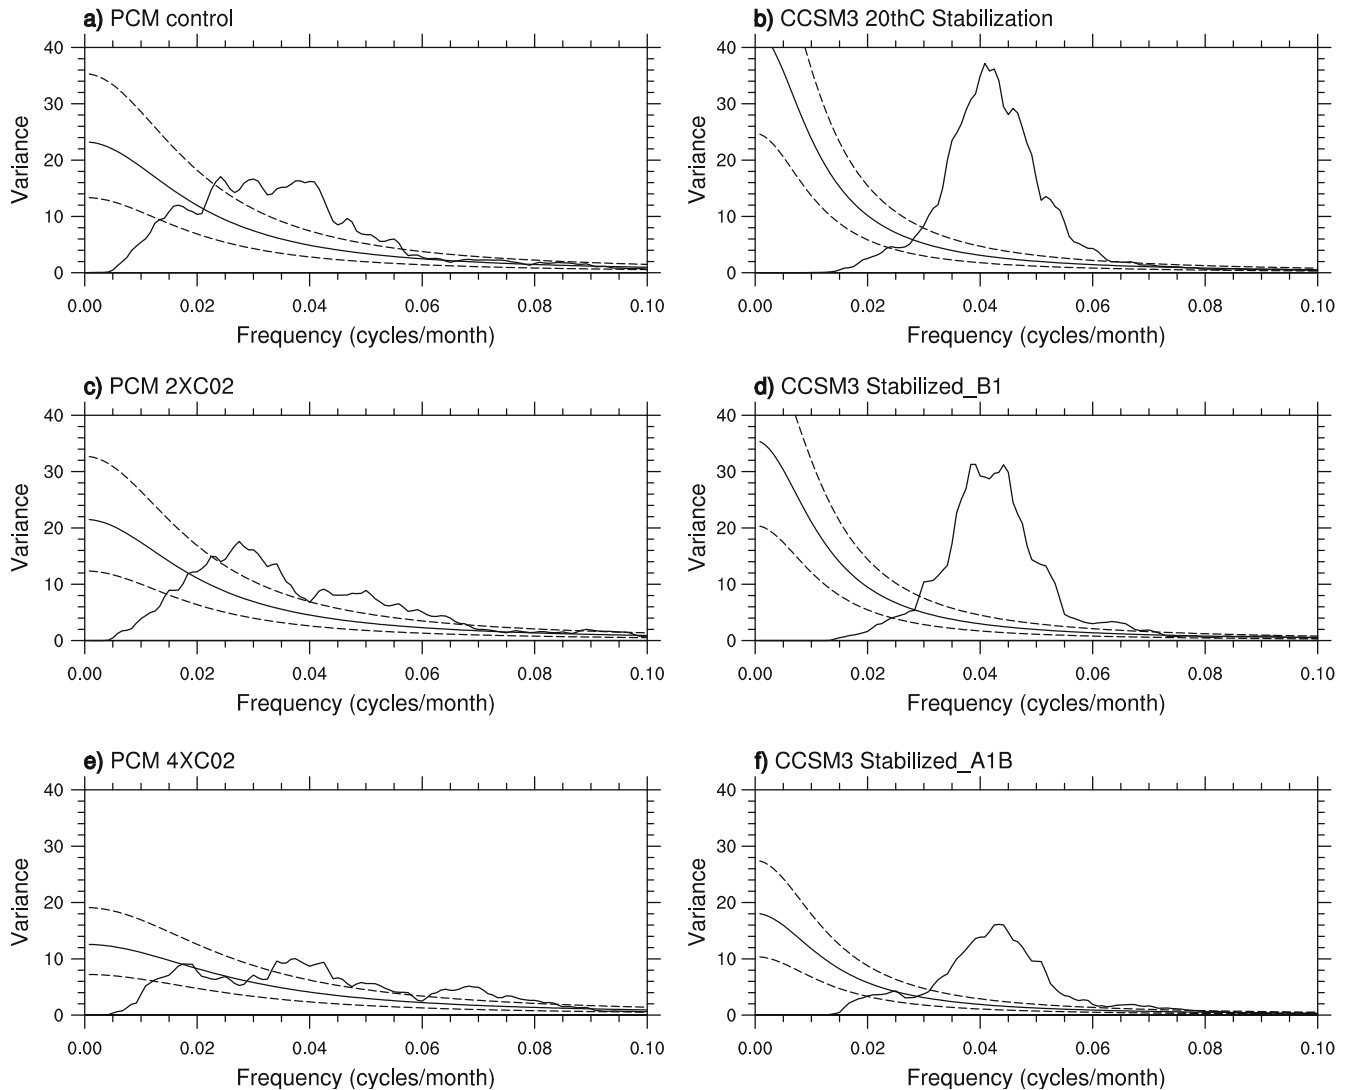 a) PCM control
40
30
20
10
0
Variance
0.00 0.02 0.04 0.06 0.08 0.10
Frequency (cycles/month)
b) CCSM3 20thC Stabilization
40
30
20
10
0
Variance
0.00 0.02 0.04 0.06 0.08 0.10
Frequency (cycles/month)
c) PCM 2XC02
40
30
20
10
0
Variance
0.00 0.02 0.04 0.06 0.08 0.10
Frequency (cycles/month)
d) CCSM3 Stabilized_B1
40
30
20
10
0
Variance
0.00 0.02 0.04 0.06 0.08 0.10
Frequency (cycles/month)
e) PCM 4XC02
40
30
20
10
0
Variance
0.00 0.02 0.04 0.06 0.08 0.10
Frequency (cycles/month)
f) CCSM3 Stabilized_A1B
40
30
20
10
0
Variance
0.00 0.02 0.04 0.06 0.08 0.10
Frequency (cycles/month)